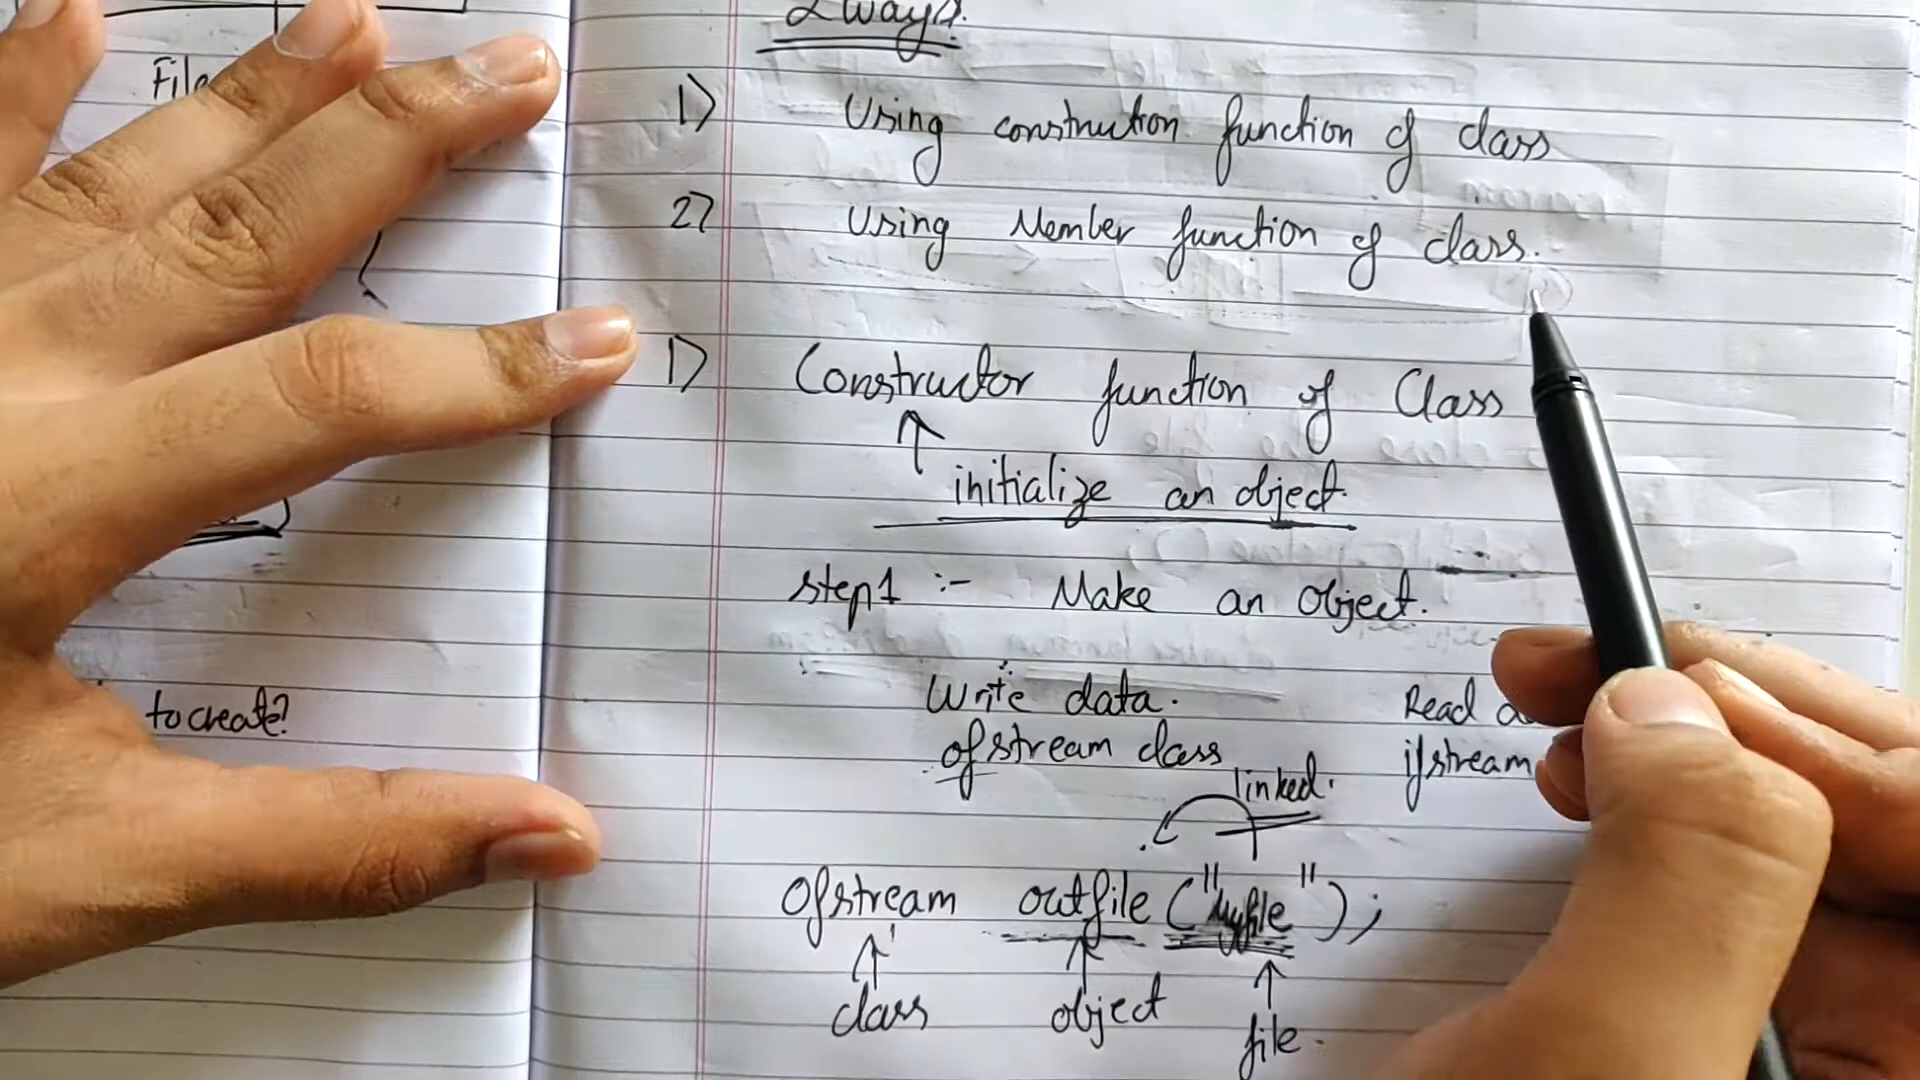 2 ways.
File
1) Using construction function of class
2) Using Member function of class.
1) Constructor function of Class
initialize an object.
step1 :- Make an object.
to create?
Write data. Read
ofstream class ifstream
linked.
Ofstream outfile ("Myfile");
class object file.